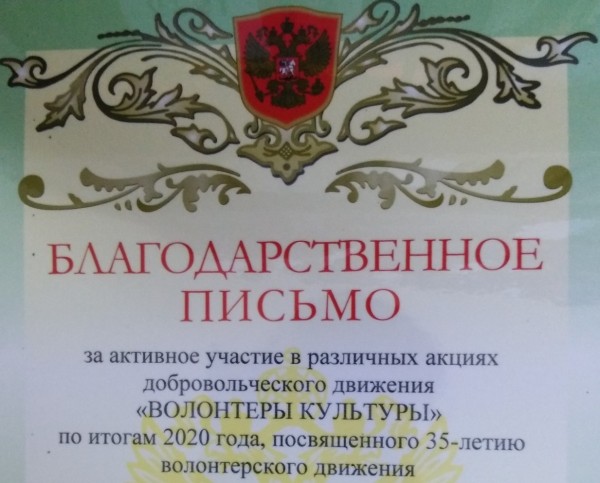 БЛАГОДАРСТВЕННОЕ
ПИСЬМО
за активное участие в различных акциях
добровольческого движения
«ВОЛОНТЕРЫ КУЛЬТУРЫ»
по итогам 2020 года, посвященного 35-летию
волонтерского движения